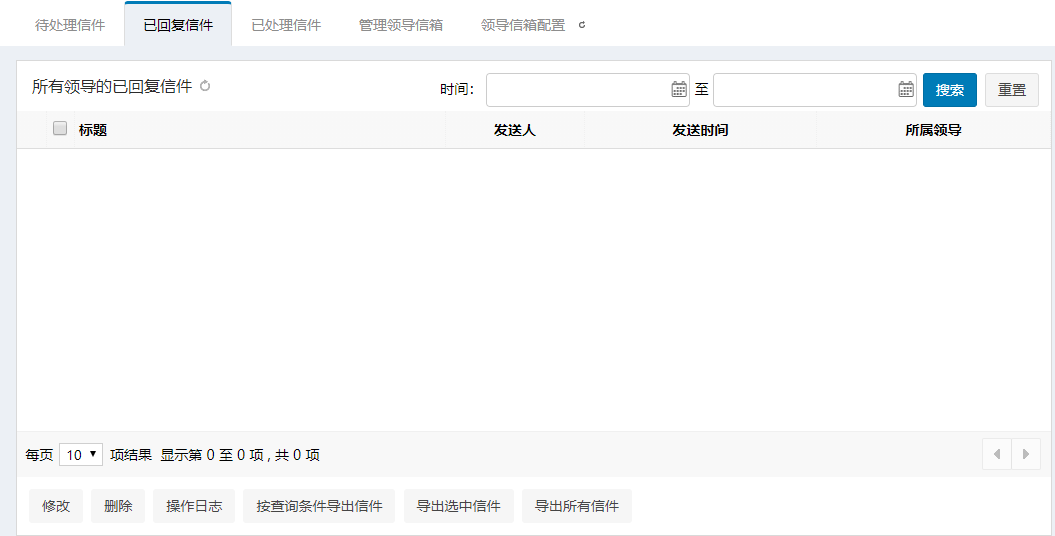 待处理信件 已回复信件 已处理信件 管理领导信箱 领导信箱配置
所有领导的已回复信件 时间： 至 搜索 重置
标题 发送人 发送时间 所属领导
每页 10 项结果 显示第 0 至 0 项 , 共 0 项
修改 删除 操作日志 按查询条件导出信件 导出选中信件 导出所有信件